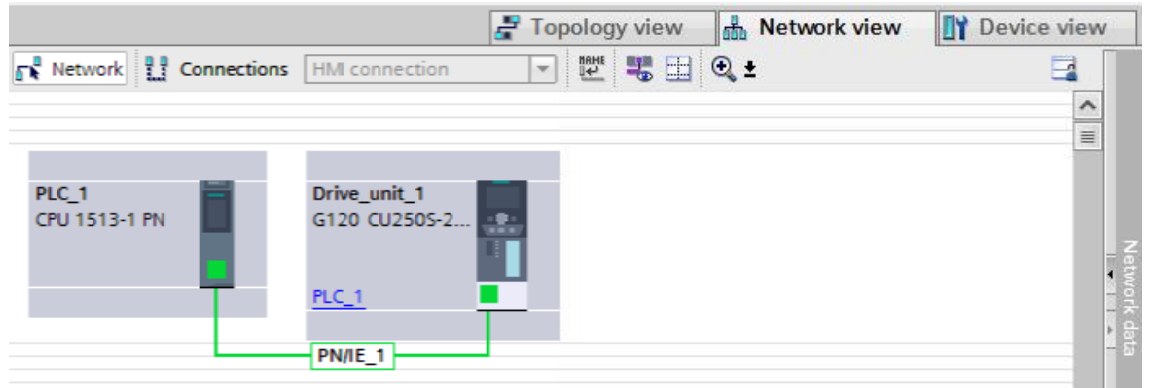 Topology view Network view Device view
Network Connections HMI connection NAME
PLC_1
CPU 1513-1 PN
Drive_unit_1
G120 CU250S-2...
PLC_1
PN/IE_1
Network data